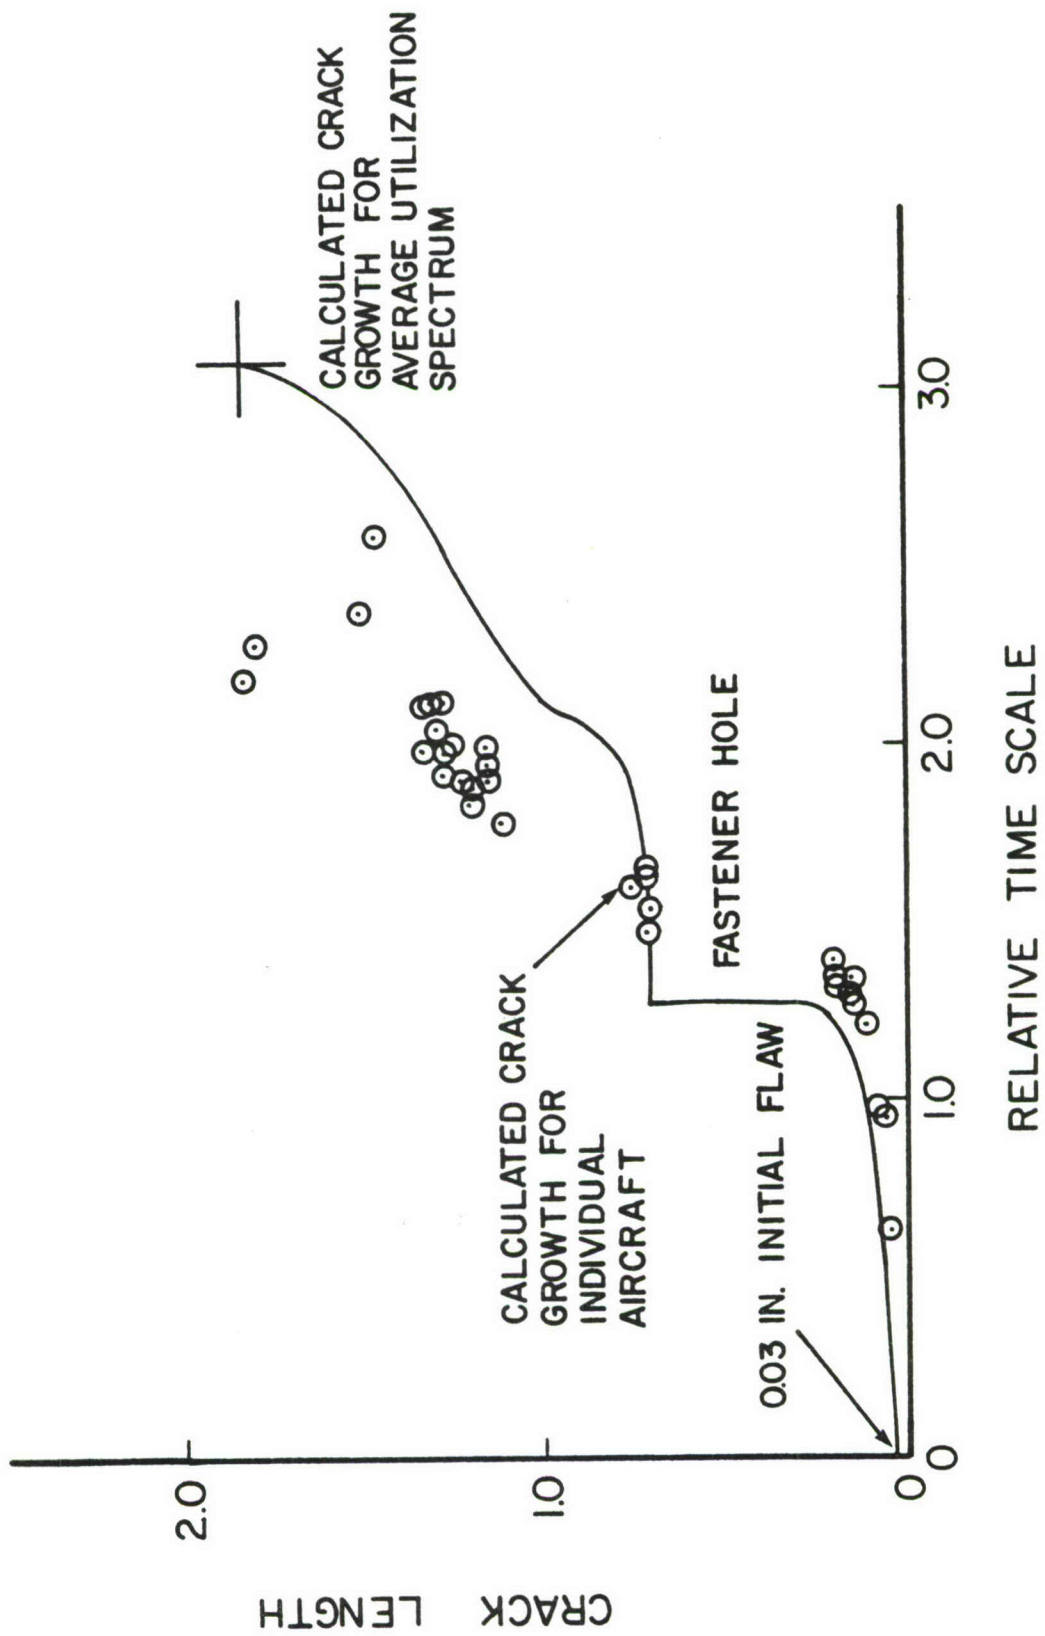 CALCULATED CRACK
GROWTH FOR
AVERAGE UTILIZATION
SPECTRUM
CALCULATED CRACK
GROWTH FOR
INDIVIDUAL
AIRCRAFT
FASTENER HOLE
0.03 IN. INITIAL FLAW
CRACK LENGTH
2.0
1.0
0
0
1.0
2.0
3.0
RELATIVE TIME SCALE